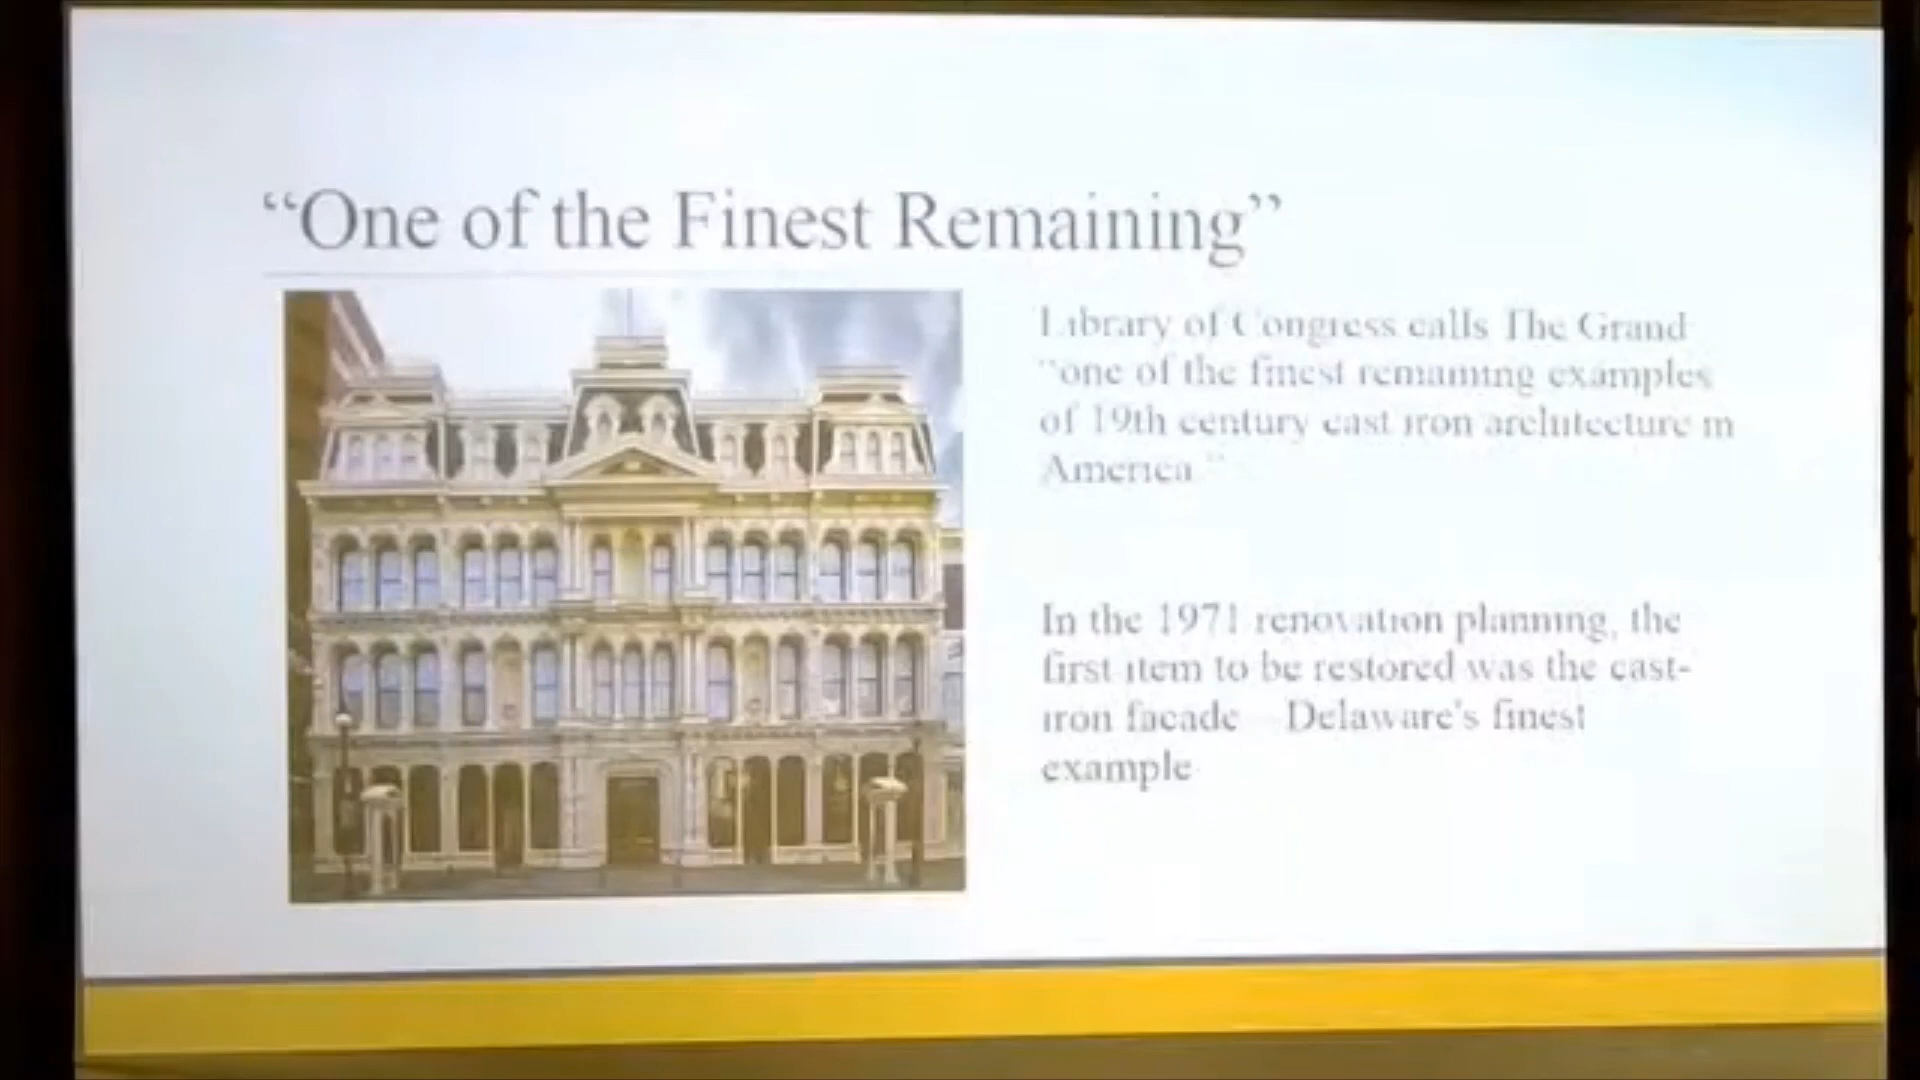 “One of the Finest Remaining”
Library of Congress calls The Grand
“one of the finest remaining examples
of 19th century cast iron architecture in
America.”
In the 1971 renovation planning, the
first item to be restored was the cast-
iron facade – Delaware's finest
example